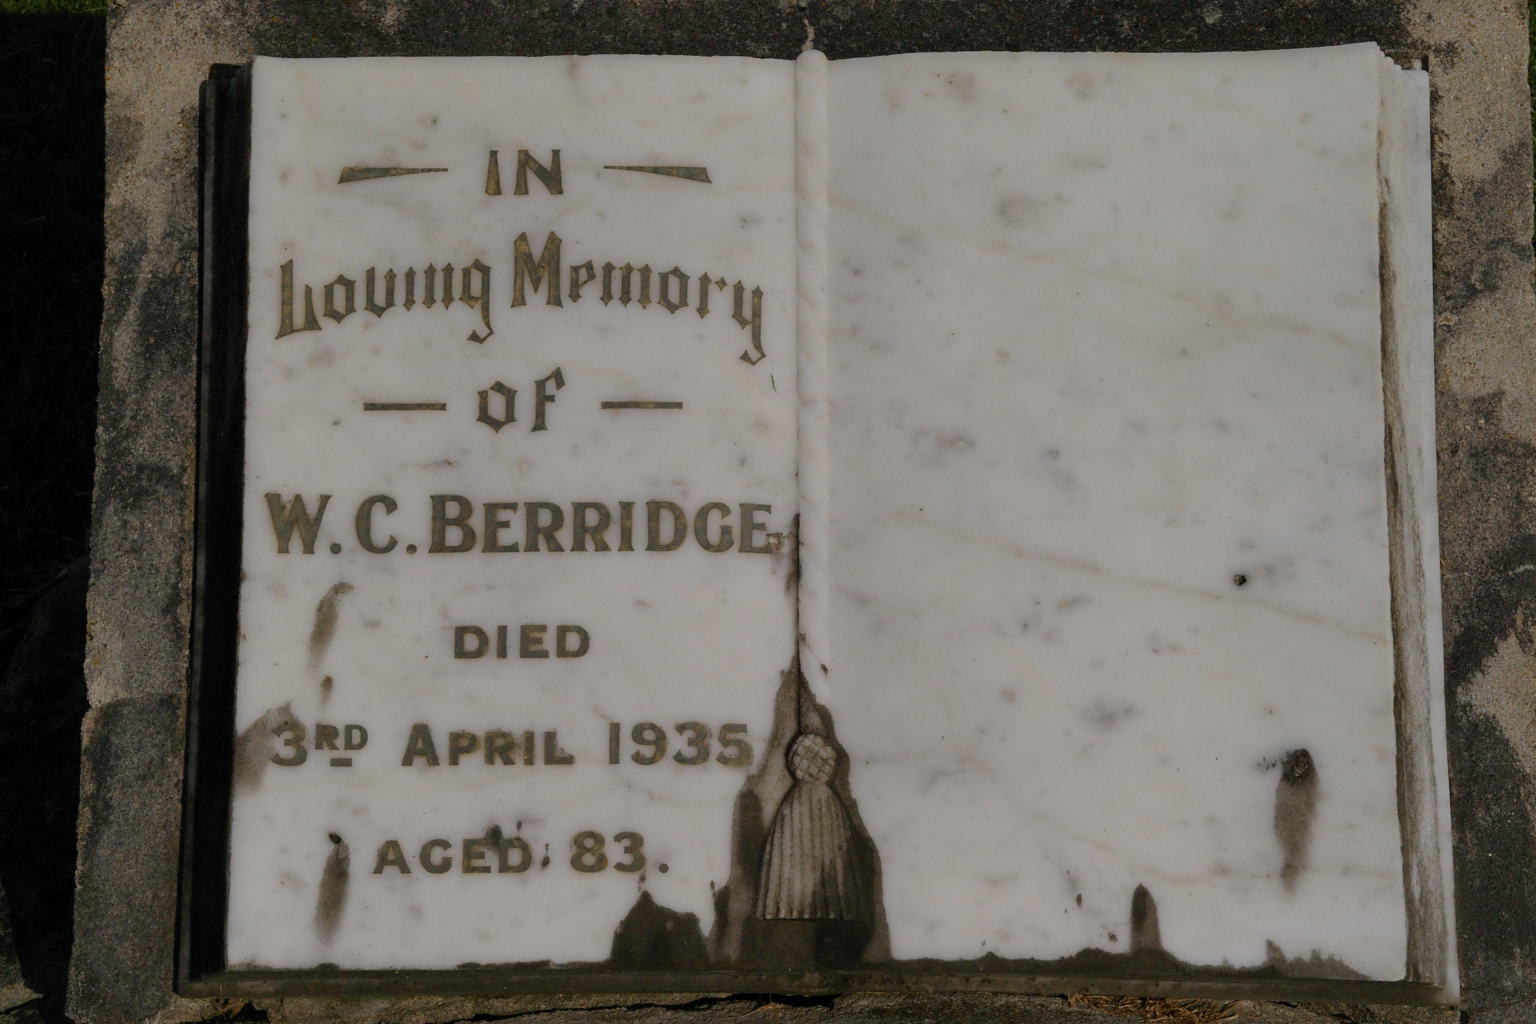 IN
Loving Memory
of
W. C. BERRIDGE
DIED
3RD APRIL 1935
AGED 83.